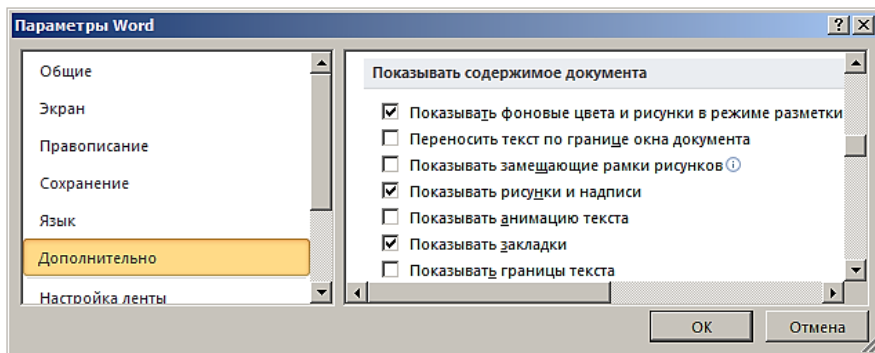 Параметры Word
Общие
Экран
Правописание
Сохранение
Язык
Дополнительно
Настройка ленты
Показывать содержимое документа
Показывать фоновые цвета и рисунки в режиме разметки
Переносить текст по границе окна документа
Показывать замещающие рамки рисунков
Показывать рисунки и надписи
Показывать анимацию текста
Показывать закладки
Показывать границы текста
ОК
Отмена